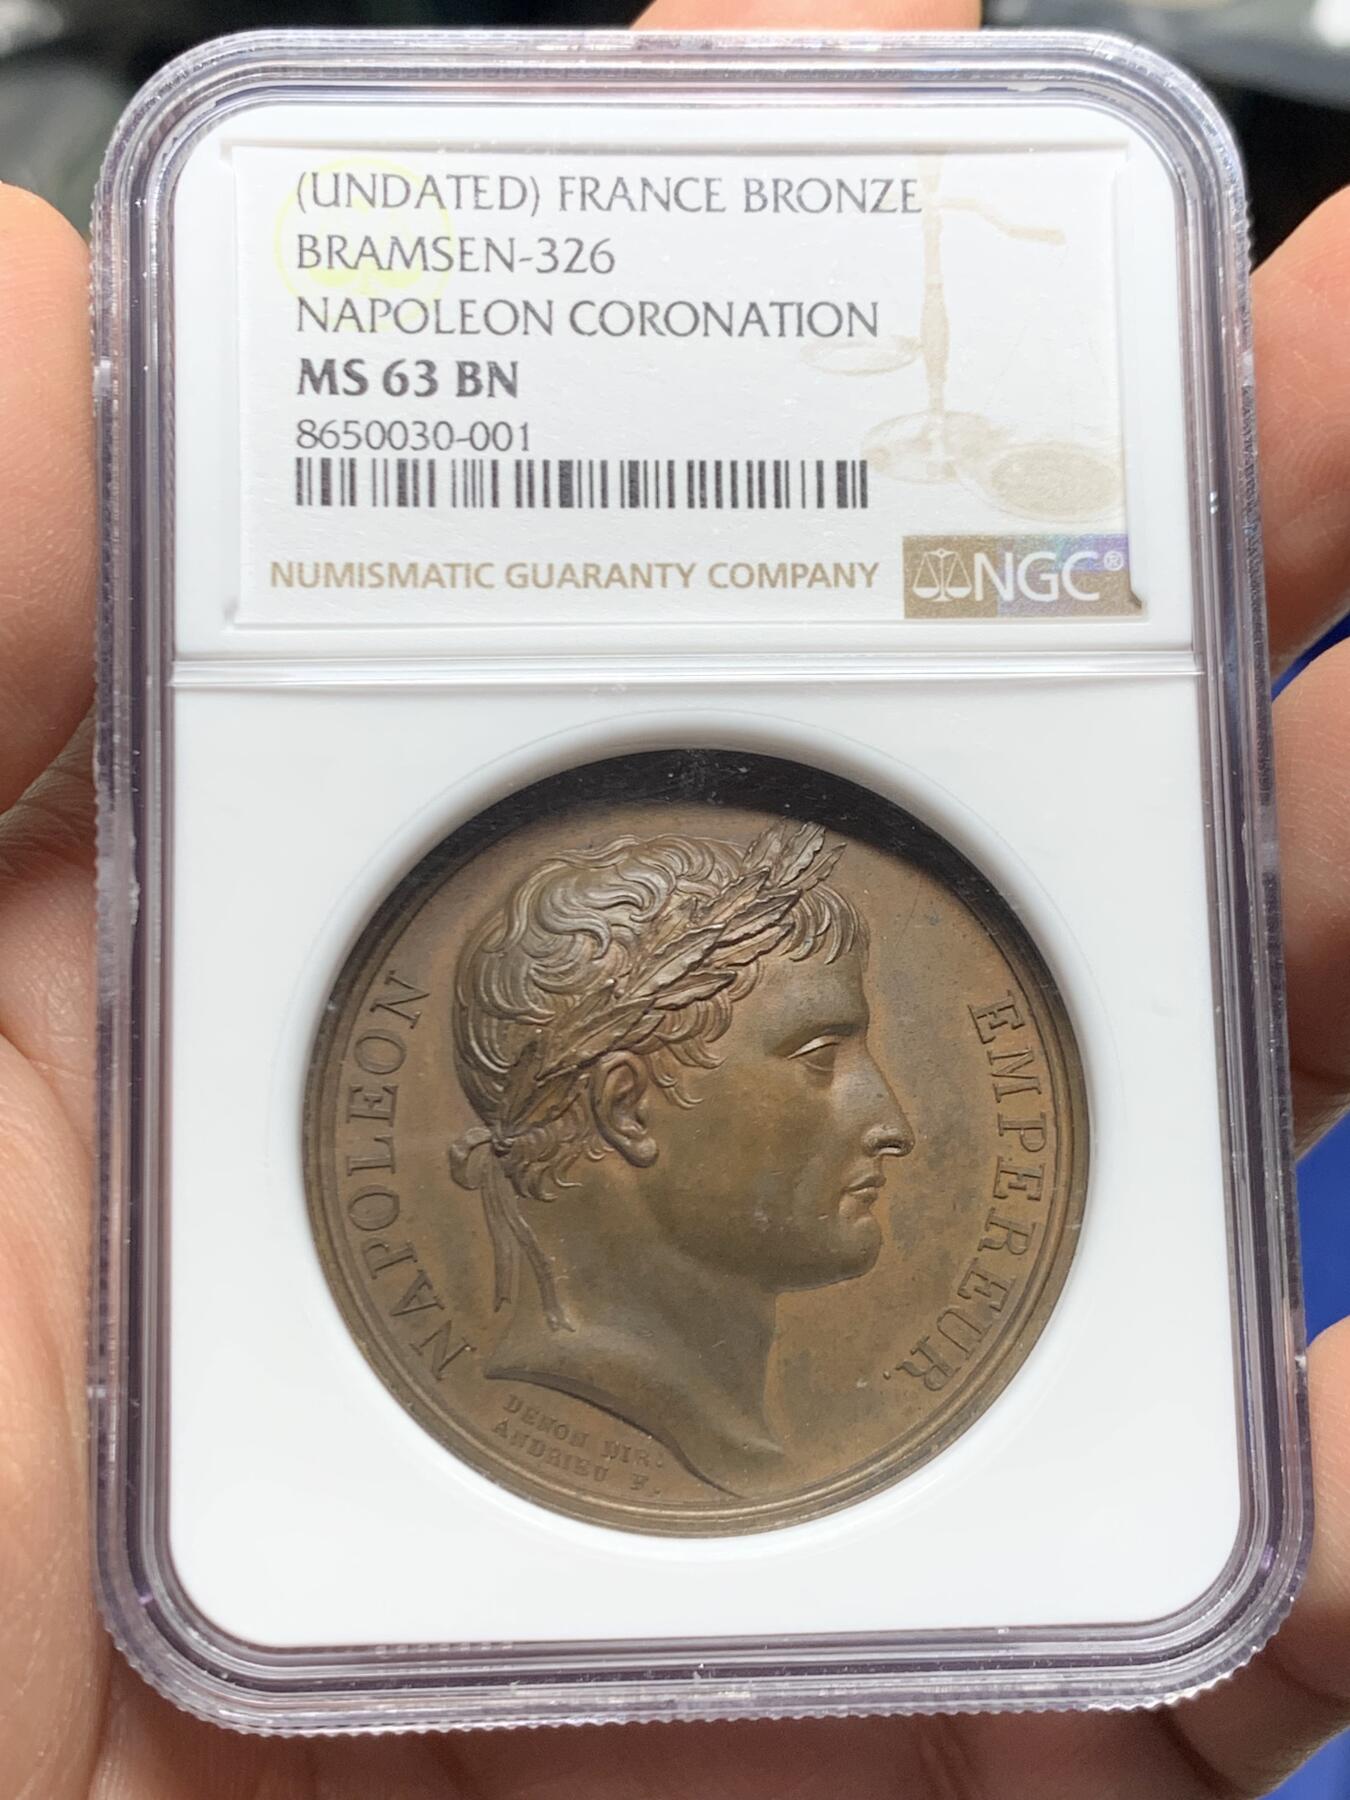 (UNDATED) FRANCE BRONZE
BRAMSEN-326
NAPOLEON CORONATION
MS 63 BN
8650030-001
NUMISMATIC GUARANTY COMPANY
NGC®
NAPOLEON
EMPEREUR.
DENON DIR.
ANDRIEU F.